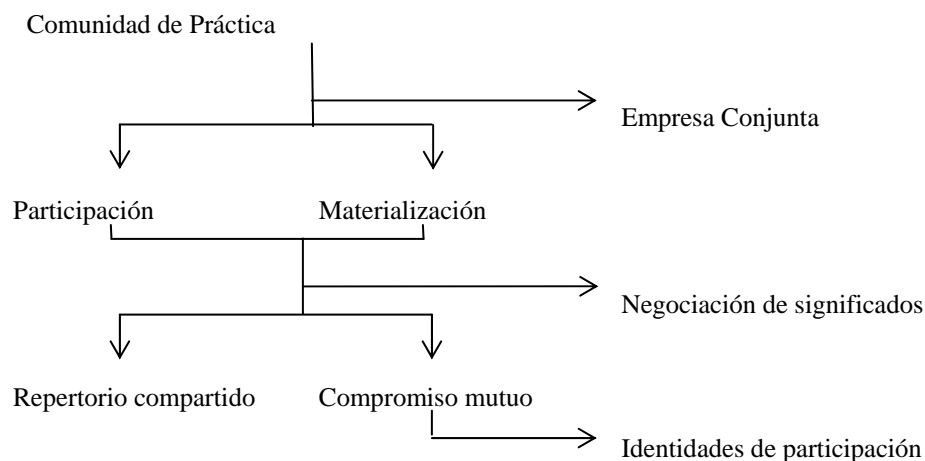 Comunidad de Práctica
Empresa Conjunta
Participación
Materialización
Negociación de significados
Repertorio compartido
Compromiso mutuo
Identidades de participación